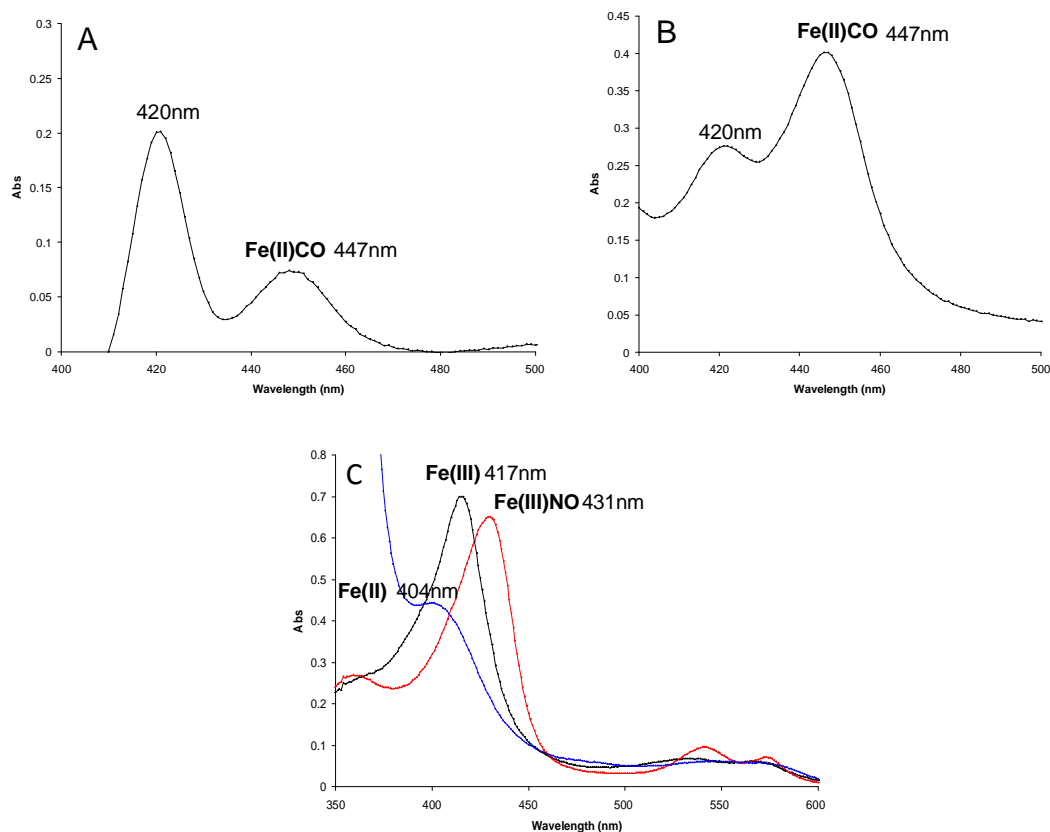 A
0.3
0.25
0.2
0.15
0.1
0.05
0
Abs
420nm
Fe(II)CO 447nm
400 420 440 460 480 500
Wavelength (nm)
B
0.45
0.4
0.35
0.3
0.25
0.2
0.15
0.1
0.05
0
Abs
Fe(II)CO 447nm
420nm
400 420 440 460 480 500
Wavelength (nm)
C
0.8
0.7
0.6
0.5
0.4
0.3
0.2
0.1
0
Abs
Fe(III) 417nm
Fe(III)NO 431nm
Fe(II) 404nm
350 400 450 500 550 600
Wavelength (nm)